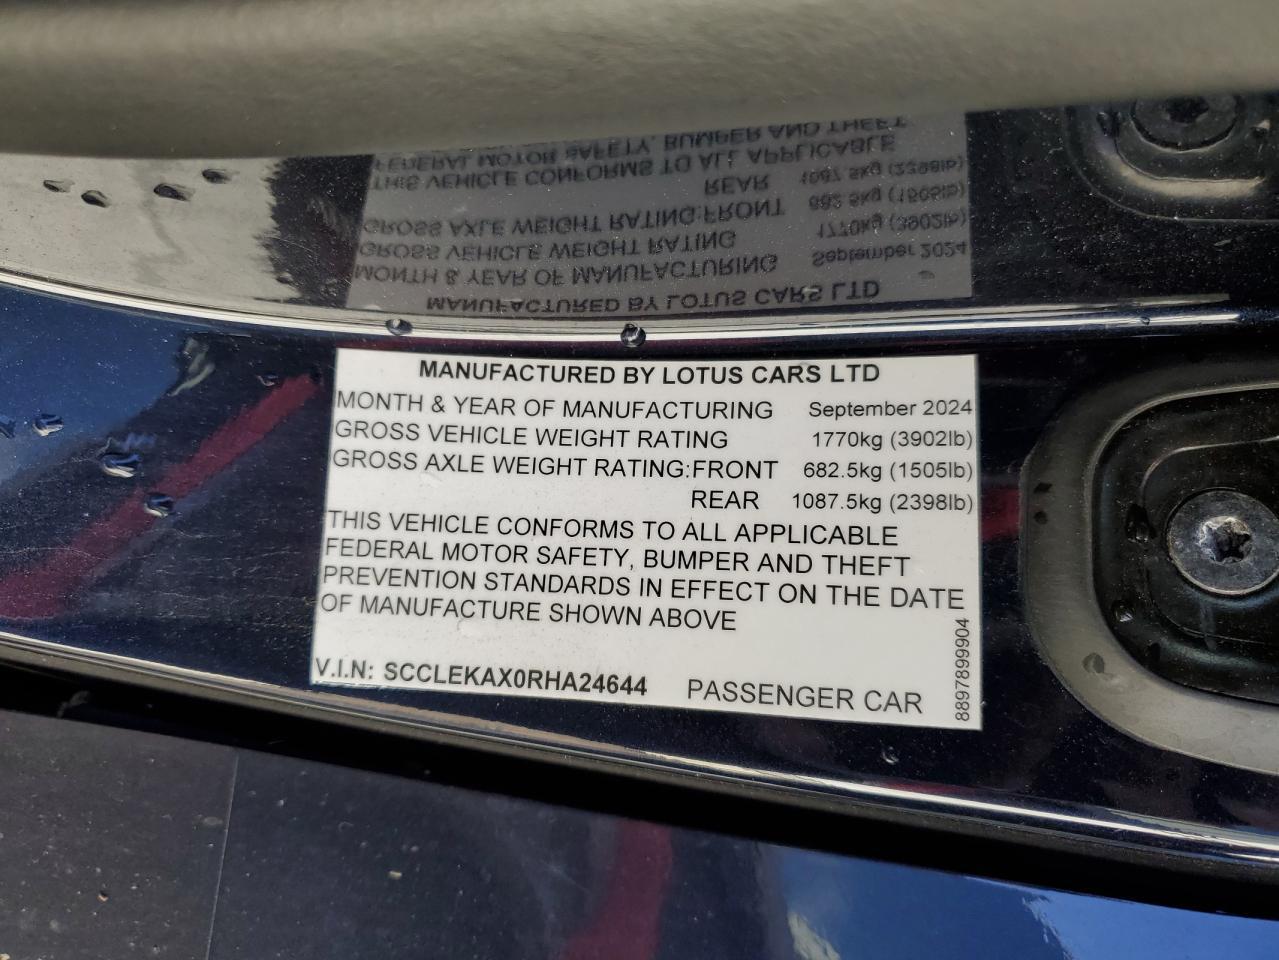 MANUFACTURED BY LOTUS CARS LTD
MONTH & YEAR OF MANUFACTURING September 2024
GROSS VEHICLE WEIGHT RATING 1770kg (3902lb)
GROSS AXLE WEIGHT RATING:FRONT 682.5kg (1505lb)
REAR 1087.5kg (2398lb)
THIS VEHICLE CONFORMS TO ALL APPLICABLE
FEDERAL MOTOR SAFETY, BUMPER AND THEFT
PREVENTION STANDARDS IN EFFECT ON THE DATE
OF MANUFACTURE SHOWN ABOVE
V.I.N: SCCLEKAX0RHA24644 PASSENGER CAR
8897899904